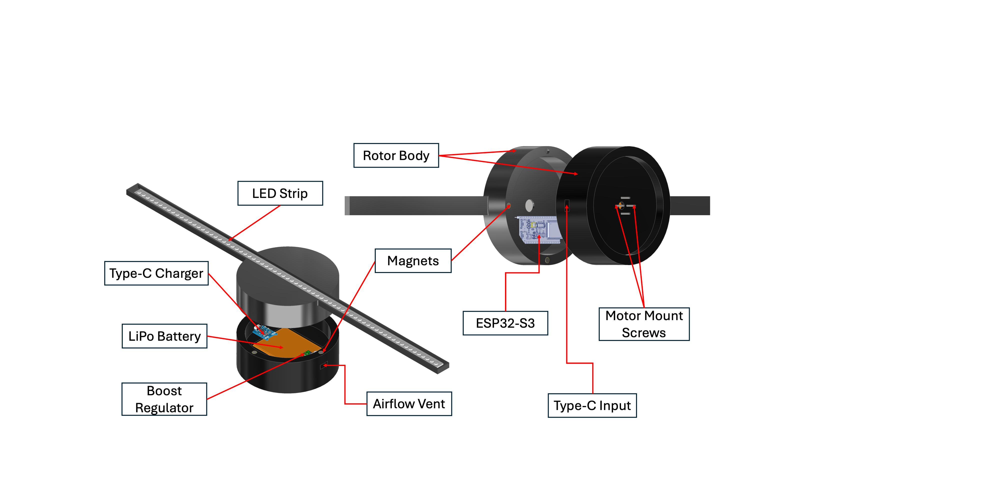 Rotor Body
LED Strip
Magnets
Type-C Charger
LiPo Battery
ESP32-S3
Motor Mount
Screws
Boost
Regulator
Airflow Vent
Type-C Input